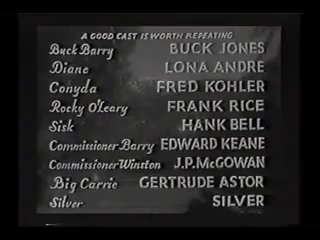 A GOOD CAST IS WORTH REPEATING
Buck Barry BUCK JONES
Diane LONA ANDRE
Conyda FRED KOHLER
Rocky O'Leary FRANK RICE
Sisk HANK BELL
Commissioner Barry EDWARD KEANE
Commissioner Winston J.P. McGOWAN
Big Carrie GERTRUDE ASTOR
Silver SILVER